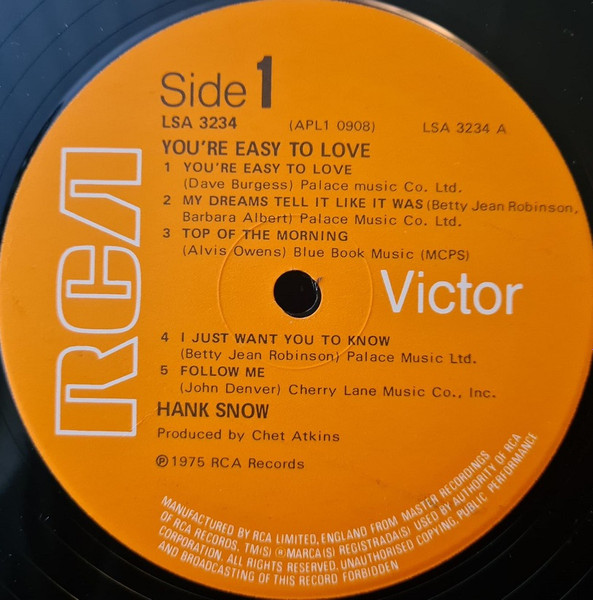 Side 1
LSA 3234 (APL1 0908) LSA 3234 A
YOU'RE EASY TO LOVE
1 YOU'RE EASY TO LOVE
(Dave Burgess) Palace music Co. Ltd.
2 MY DREAMS TELL IT LIKE IT WAS (Betty Jean Robinson,
Barbara Albert) Palace Music Co. Ltd.
3 TOP OF THE MORNING
(Alvis Owens) Blue Book Music (MCPS)
RCA
Victor
4 I JUST WANT YOU TO KNOW
(Betty Jean Robinson) Palace Music Ltd.
5 FOLLOW ME
(John Denver) Cherry Lane Music Co., Inc.
HANK SNOW
Produced by Chet Atkins
℗1975 RCA Records
MANUFACTURED BY RCA LIMITED, ENGLAND FROM MASTER RECORDINGS
OF RCA RECORDS. TM(S) ® MARCA(S) REGISTRADA(S) USED BY AUTHORITY OF RCA
CORPORATION. ALL RIGHTS RESERVED. UNAUTHORISED COPYING, PUBLIC PERFORMANCE
AND BROADCASTING OF THIS RECORD FORBIDDEN